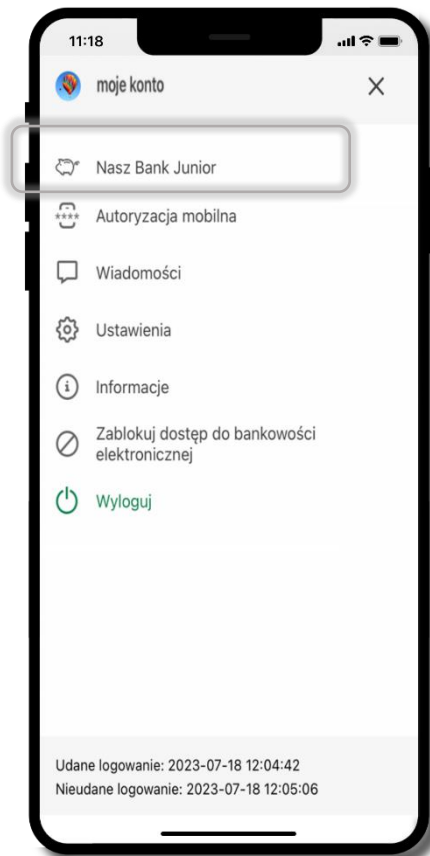 11:18
moje konto
Nasz Bank Junior
Autoryzacja mobilna
Wiadomości
Ustawienia
Informacje
Zablokuj dostęp do bankowości
elektronicznej
Wyloguj
Udane logowanie: 2023-07-18 12:04:42
Nieudane logowanie: 2023-07-18 12:05:06